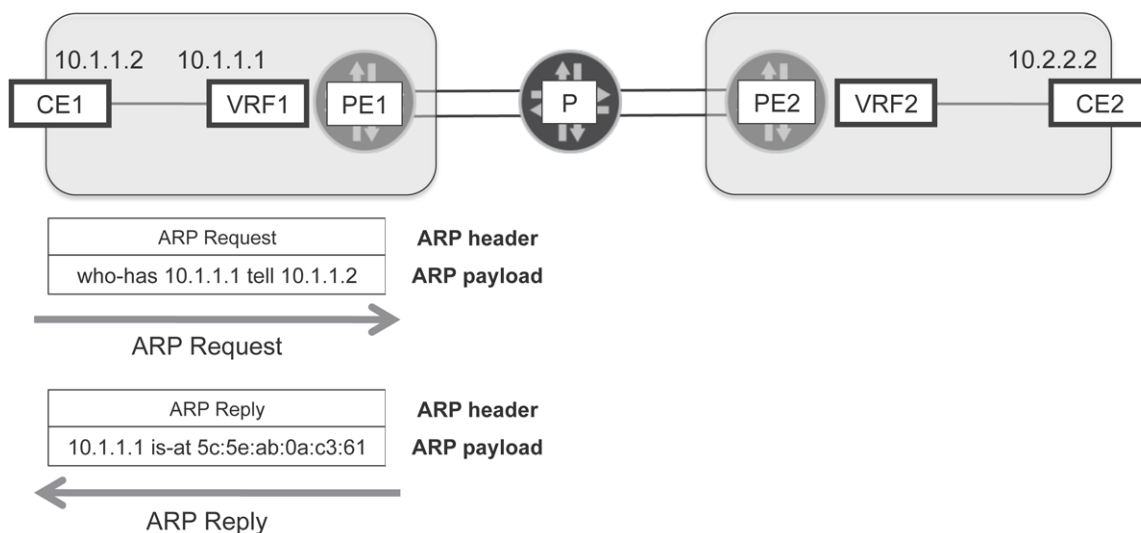 10.1.1.2 10.1.1.1 10.2.2.2
CE1 VRF1 PE1 P PE2 VRF2 CE2
ARP Request ARP header
who-has 10.1.1.1 tell 10.1.1.2 ARP payload
ARP Request
ARP Reply ARP header
10.1.1.1 is-at 5c:5e:ab:0a:c3:61 ARP payload
ARP Reply